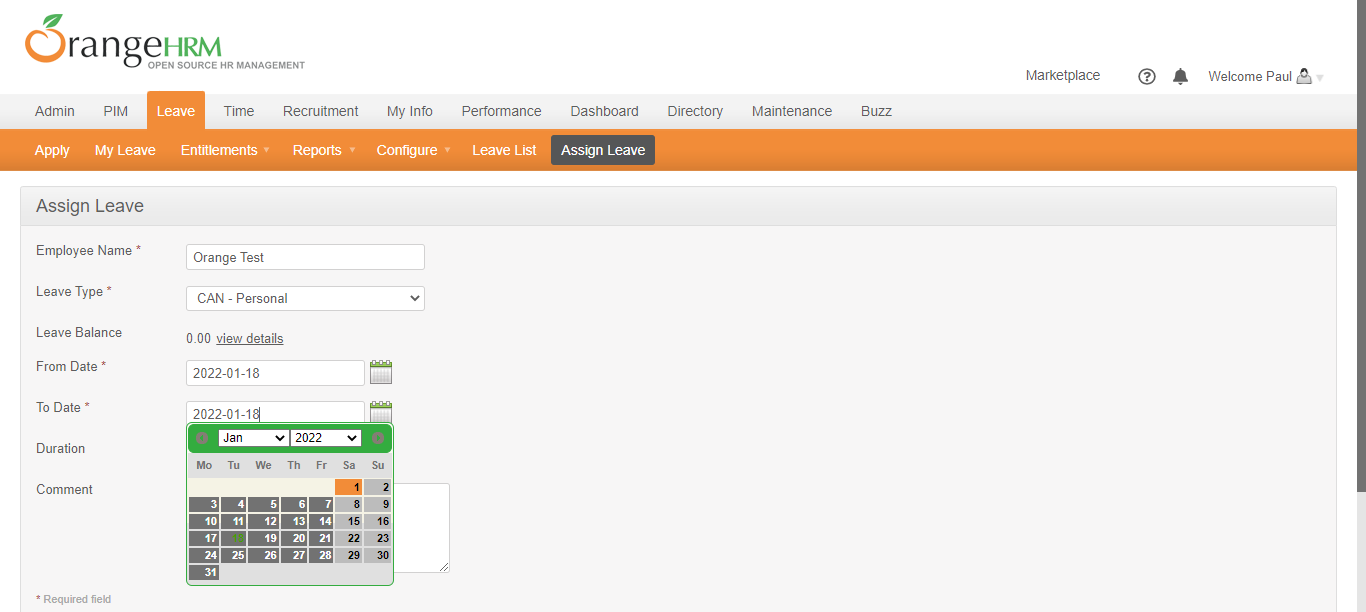 OrangeHRM
OPEN SOURCE HR MANAGEMENT
Marketplace ? Welcome Paul
Admin PIM Leave Time Recruitment My Info Performance Dashboard Directory Maintenance Buzz
Apply My Leave Entitlements Reports Configure Leave List Assign Leave
Assign Leave
Employee Name * Orange Test
Leave Type * CAN - Personal
Leave Balance 0.00 view details
From Date * 2022-01-18
To Date * 2022-01-18
Duration
Comment
Jan 2022
Mo Tu We Th Fr Sa Su
1 2
3 4 5 6 7 8 9
10 11 12 13 14 15 16
17 18 19 20 21 22 23
24 25 26 27 28 29 30
31
* Required field